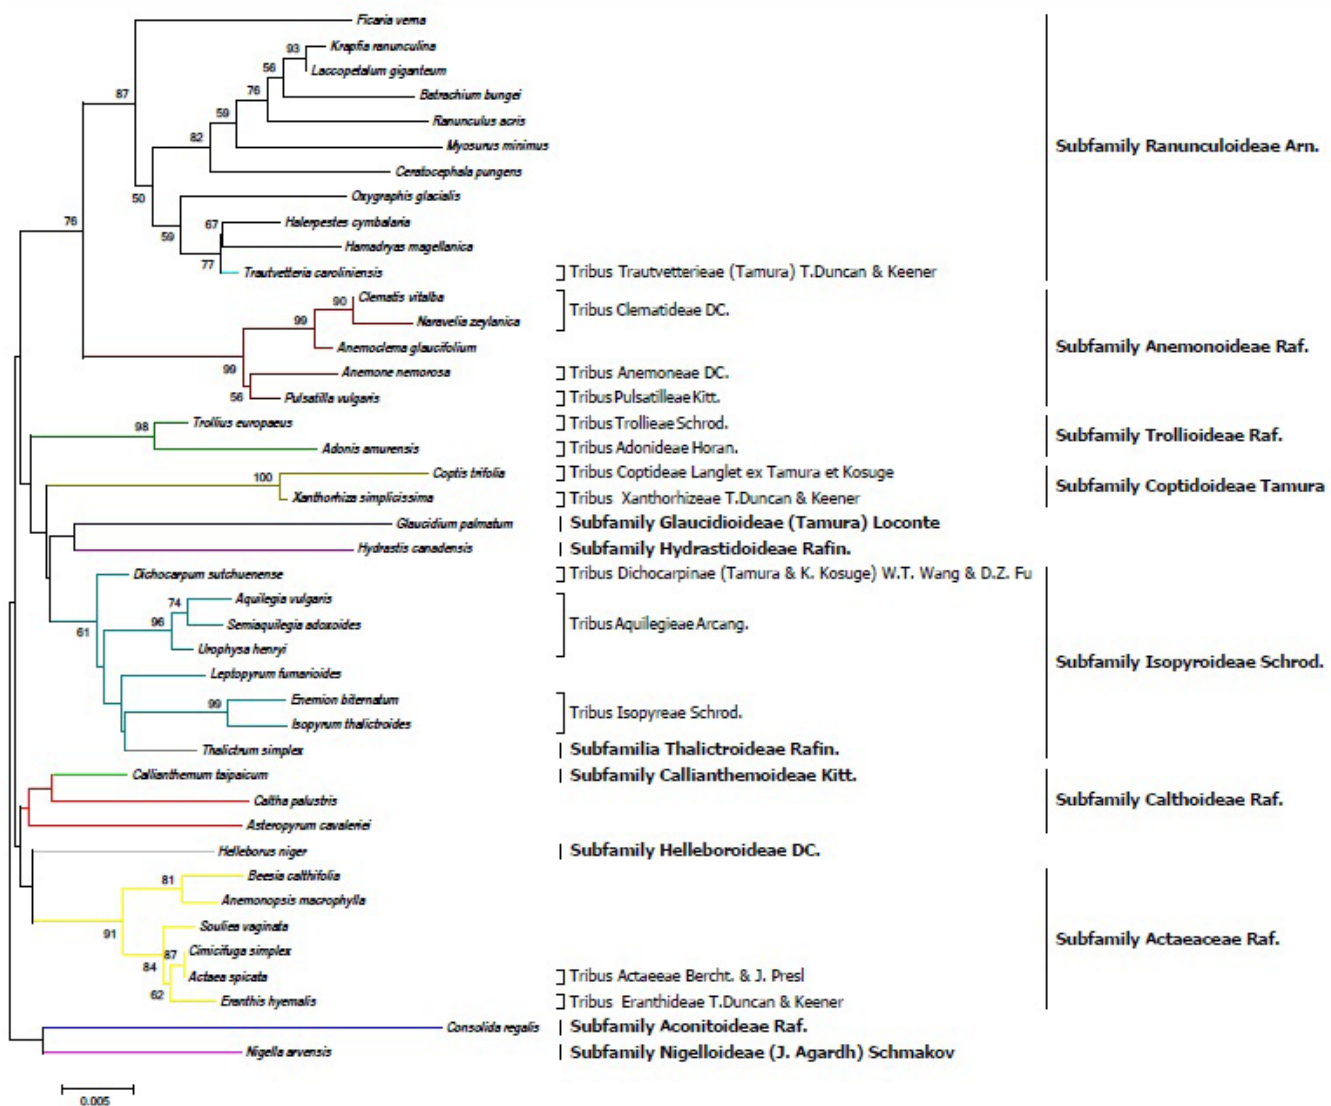 Ficaria verna
93 Krapfia ranunculina
56 Laccopetalum giganteum
87 76 Batrachium bungei
59 Ranunculus acris
82 Myosurus minimus Subfamily Ranunculoideae Arn.
Ceratocephala pungens
50 Oxygraphis glacialis
76 67 Halerpestes cymbalaria
59 Hamadryas magellanica
77 Trautvetteria caroliniensis Tribus Trautvetterieae (Tamura) T.Duncan & Keener
90 Clematis vitalba
Tribus Clematideae DC.
99 Naravelia zeylanica
Anemoclema glaucifolium Subfamily Anemonoideae Raf.
99 Anemone nemorosa Tribus Anemoneae DC.
56 Pulsatilla vulgaris Tribus Pulsatilleae Kitt.
98 Trollius europaeus Tribus Trollieae Schrod.
Subfamily Trollioideae Raf.
Adonis amurensis Tribus Adonideae Horan.
100 Coptis trifolia Tribus Coptideae Langlet ex Tamura et Kosuge
Subfamily Coptidoideae Tamura
Xanthorhiza simplicissima Tribus Xanthorhizeae T.Duncan & Keener
Glaucidium palmatum Subfamily Glaucidioideae (Tamura) Loconte
Hydrastis canadensis Subfamily Hydrastidoideae Rafin.
Dichocarpum sutchuenense Tribus Dichocarpinae (Tamura & K. Kosuge) W.T. Wang & D.Z. Fu
74 Aquilegia vulgaris
61 96 Semiaquilegia adoxoides Tribus Aquilegieae Arcang.
Urophysa henryi
Subfamily Isopyroideae Schrod.
Leptopyrum fumarioides
99 Enemion biternatum
Tribus Isopyreae Schrod.
Isopyrum thalictroides
Thalictrum simplex Subfamilia Thalictroideae Rafin.
Callianthemum taipaicum Subfamily Callianthemoideae Kitt.
Caltha palustris Subfamily Calthoideae Raf.
Asteropyrum cavaleriei
Helleborus niger Subfamily Helleboroideae DC.
81 Beesia calthifolia
Anemonopsis macrophylla
91 Souliea vaginata
Subfamily Actaeaceae Raf.
87 Cimicifuga simplex
84 Actaea spicata Tribus Actaeeae Bercht. & J. Presl
62 Eranthis hyemalis Tribus Eranthideae T.Duncan & Keener
Consolida regalis Subfamily Aconitoideae Raf.
Nigella arvensis Subfamily Nigelloideae (J. Agardh) Schmakov
0.005